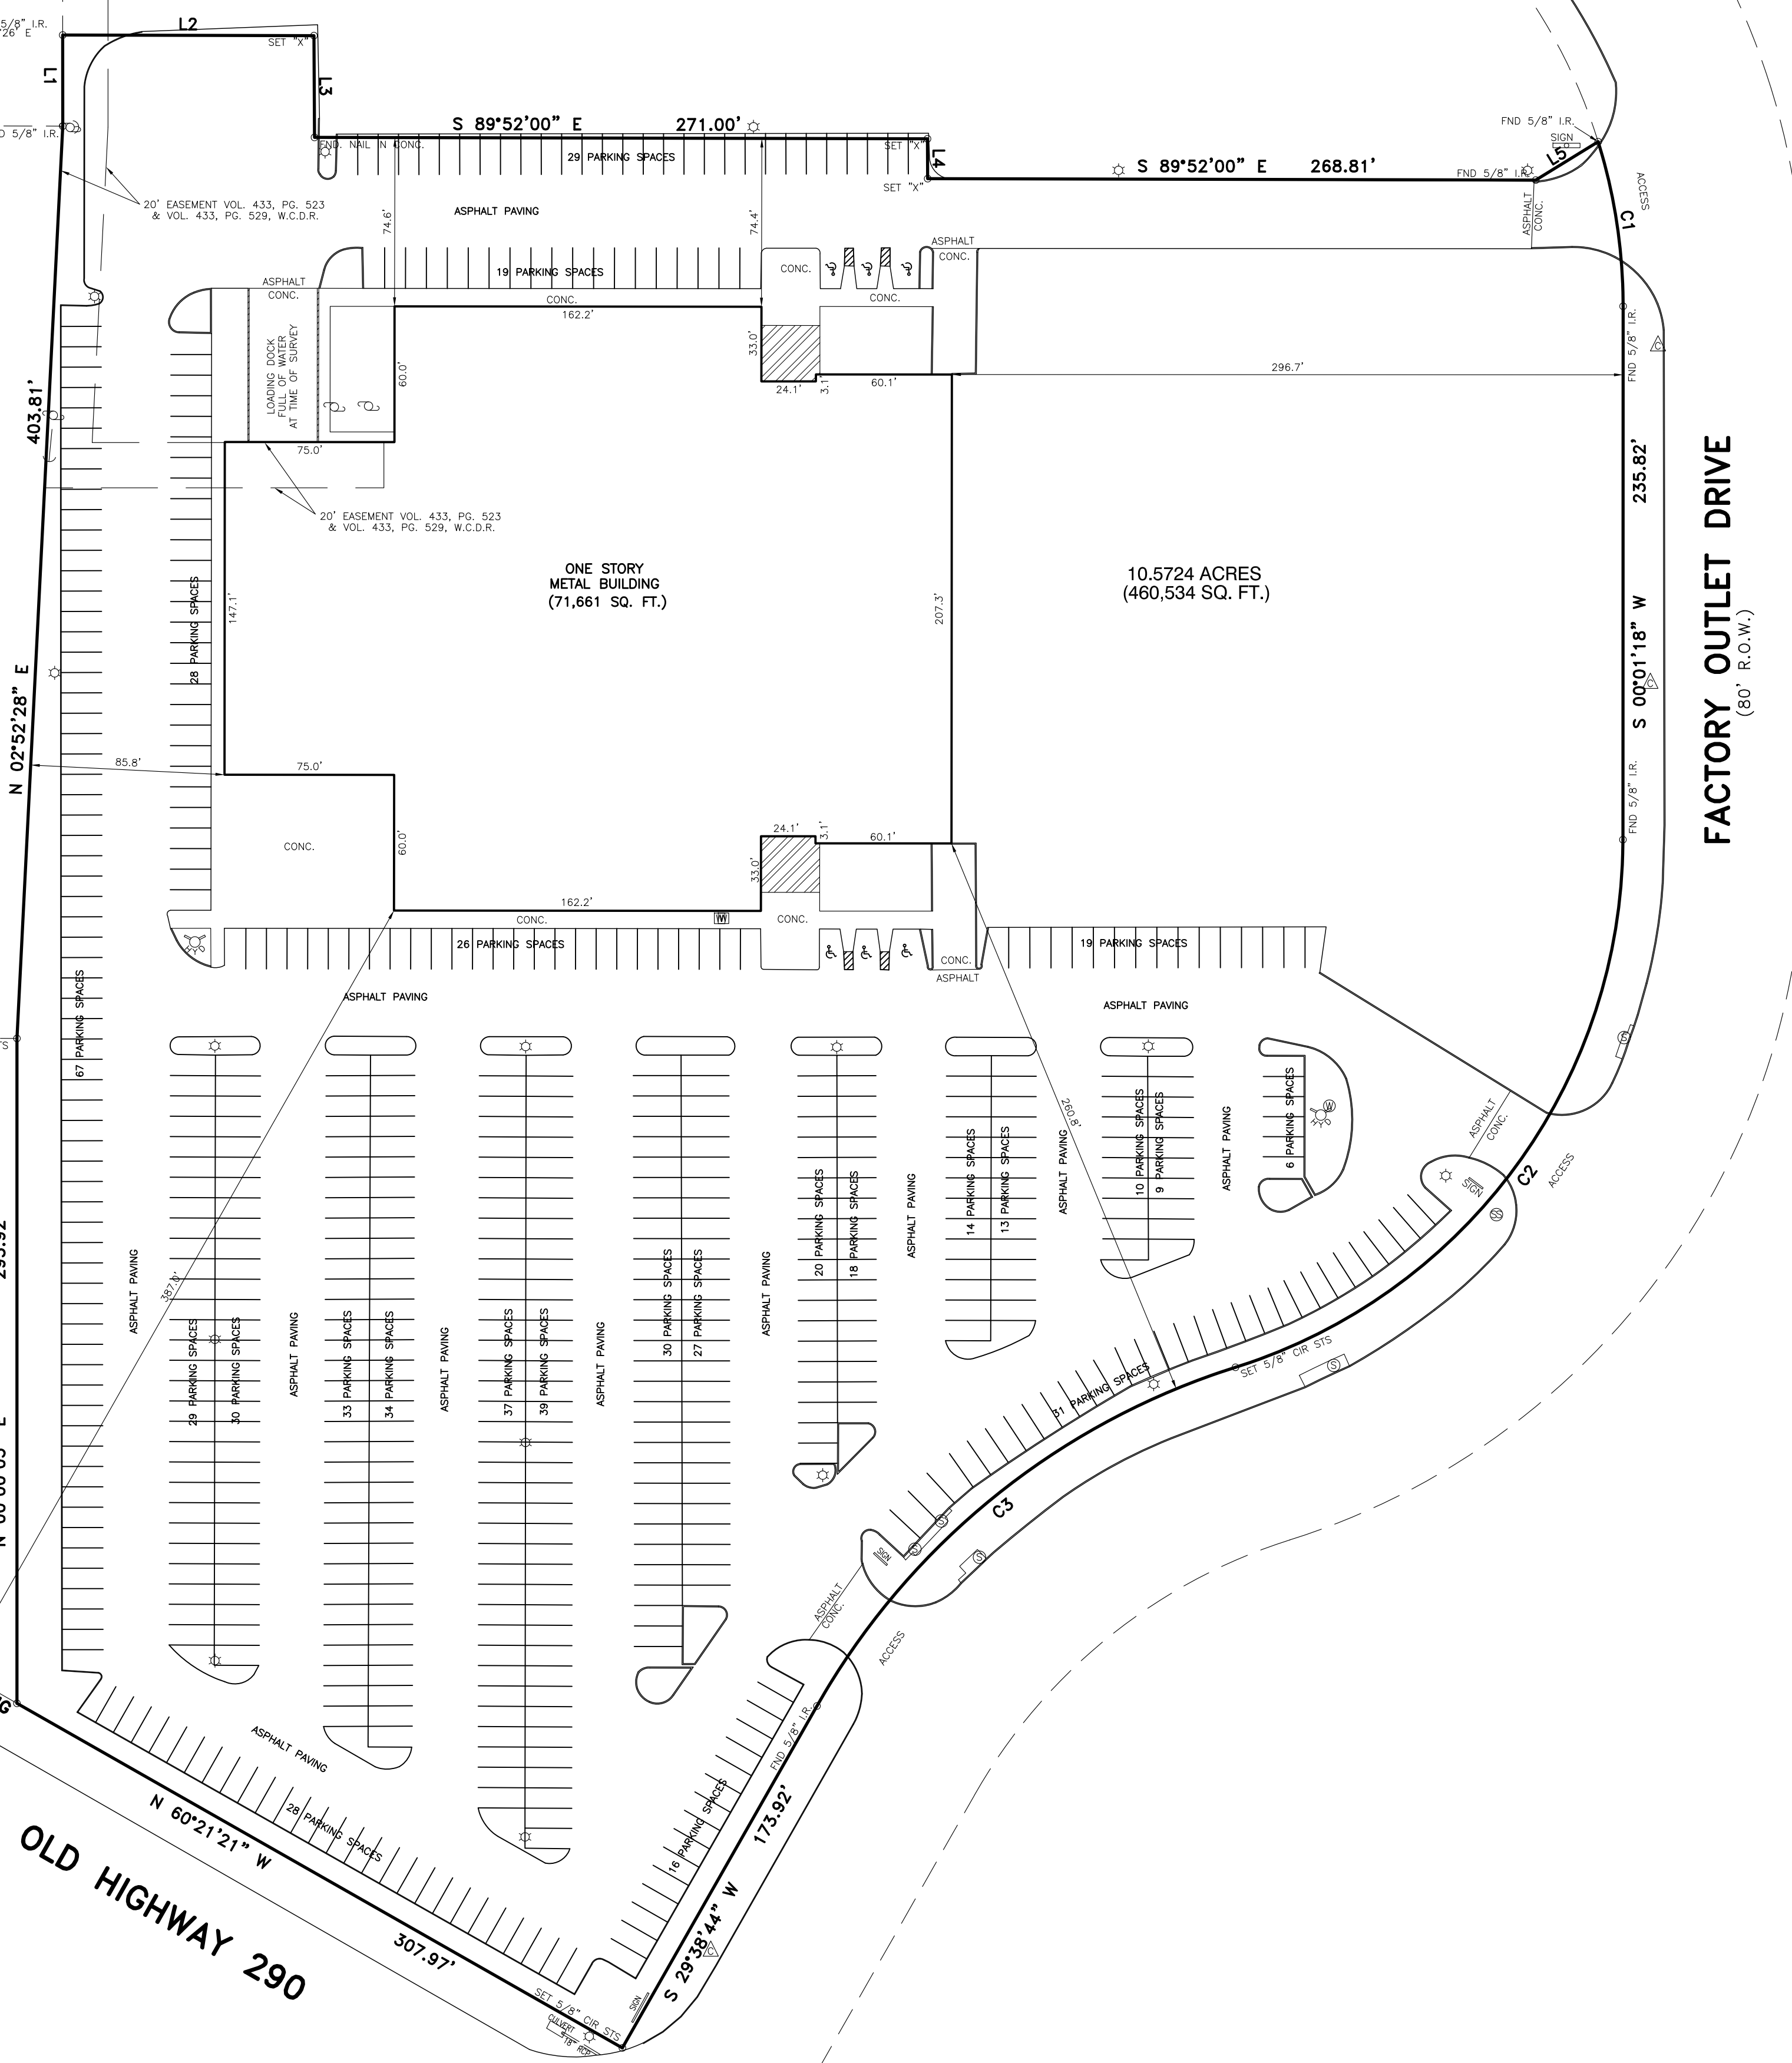 5/8" I.R.
26' E
L2
SET "X"
L1
L3
5/8" I.R.
S 89°52'00" E 271.00'
FND. NAIL IN CONC.
29 PARKING SPACES
SET "X"
L4
SET "X"
S 89°52'00" E 268.81'
FND 5/8" I.R.
FND 5/8" I.R.
SIGN
L5
ACCESS
C1
20' EASEMENT VOL. 433, PG. 523
& VOL. 433, PG. 529, W.C.D.R.
74.6'
ASPHALT PAVING
74.4'
ASPHALT
CONC.
ASPHALT
CONC.
19 PARKING SPACES
CONC.
ASPHALT
CONC.
CONC.
CONC.
162.2'
LOADING DOCK
FULL OF WATER
AT TIME OF SURVEY
60.0'
33.0'
24.1'
3.1'
60.1'
296.7'
FND 5/8" I.R.
403.81'
75.0'
235.82'
20' EASEMENT VOL. 433, PG. 523
& VOL. 433, PG. 529, W.C.D.R.
ONE STORY
METAL BUILDING
(71,661 SQ. FT.)
10.5724 ACRES
(460,534 SQ. FT.)
28 PARKING SPACES
147.1'
207.3'
S 00°01'18" W
C
C
FACTORY OUTLET DRIVE
(80' R.O.W.)
N 02°52'28" E
85.8'
75.0'
FND 5/8" I.R.
CONC.
60.0'
24.1'
3.1'
60.1'
33.0'
162.2'
CONC.
CONC.
HYD
26 PARKING SPACES
CONC.
ASPHALT
19 PARKING SPACES
67 PARKING SPACES
ASPHALT PAVING
ASPHALT PAVING
S
TS
260.8'
14 PARKING SPACES
13 PARKING SPACES
ASPHALT PAVING
10 PARKING SPACES
9 PARKING SPACES
ASPHALT PAVING
6 PARKING SPACES
W
HYD
ASPHALT
CONC.
C2
ACCESS
SIGN
SS
ASPHALT PAVING
387.0'
29 PARKING SPACES
30 PARKING SPACES
ASPHALT PAVING
33 PARKING SPACES
34 PARKING SPACES
ASPHALT PAVING
37 PARKING SPACES
39 PARKING SPACES
ASPHALT PAVING
30 PARKING SPACES
27 PARKING SPACES
ASPHALT PAVING
20 PARKING SPACES
18 PARKING SPACES
ASPHALT PAVING
31 PARKING SPACES
SET 5/8" CIR STS
S
C3
S
S
S
SIGN
ASPHALT
CONC.
ACCESS
FND 5/8" I.R.
ASPHALT PAVING
28 PARKING SPACES
N 60°21'21" W
307.97'
16 PARKING SPACES
173.92'
S 29°38'44" W
C
OLD HIGHWAY 290
SET 5/8" CIR STS
SIGN
CULVERT
18" RCP